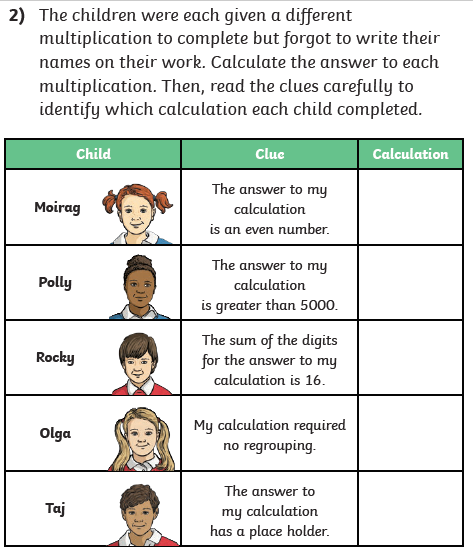 2) The children were each given a different
multiplication to complete but forgot to write their
names on their work. Calculate the answer to each
multiplication. Then, read the clues carefully to
identify which calculation each child completed.
Child Clue Calculation
Moirag
The answer to my
calculation
is an even number.
Polly
The answer to my
calculation
is greater than 5000.
Rocky
The sum of the digits
for the answer to my
calculation is 16.
Olga
My calculation required
no regrouping.
Taj
The answer to
my calculation
has a place holder.